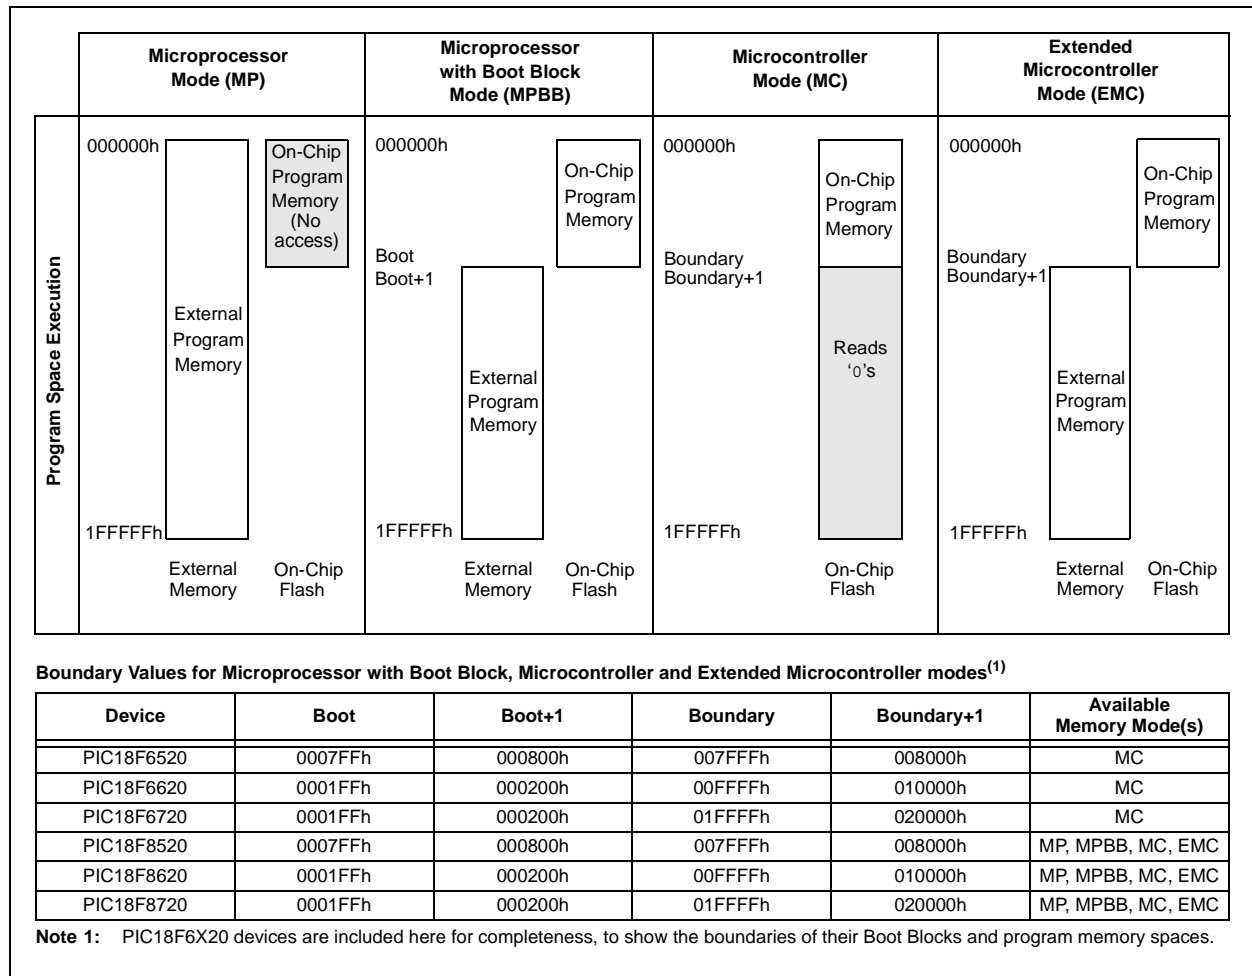 Microprocessor
Mode (MP)
Microprocessor
with Boot Block
Mode (MPBB)
Microcontroller
Mode (MC)
Extended
Microcontroller
Mode (EMC)
Program Space Execution
000000h
On-Chip
Program
Memory
(No
access)
External
Program
Memory
1FFFFFh
External
Memory
On-Chip
Flash
000000h
On-Chip
Program
Memory
Boot
Boot+1
External
Program
Memory
1FFFFFh
External
Memory
On-Chip
Flash
000000h
On-Chip
Program
Memory
Boundary
Boundary+1
Reads
‘0’s
1FFFFFh
On-Chip
Flash
000000h
On-Chip
Program
Memory
Boundary
Boundary+1
External
Program
Memory
1FFFFFh
External
Memory
On-Chip
Flash
Boundary Values for Microprocessor with Boot Block, Microcontroller and Extended Microcontroller modes(1)
Device Boot Boot+1 Boundary Boundary+1 Available
Memory Mode(s)
PIC18F6520 0007FFh 000800h 007FFFh 008000h MC
PIC18F6620 0001FFh 000200h 00FFFFh 010000h MC
PIC18F6720 0001FFh 000200h 01FFFFh 020000h MC
PIC18F8520 0007FFh 000800h 007FFFh 008000h MP, MPBB, MC, EMC
PIC18F8620 0001FFh 000200h 00FFFFh 010000h MP, MPBB, MC, EMC
PIC18F8720 0001FFh 000200h 01FFFFh 020000h MP, MPBB, MC, EMC
Note 1: PIC18F6X20 devices are included here for completeness, to show the boundaries of their Boot Blocks and program memory spaces.